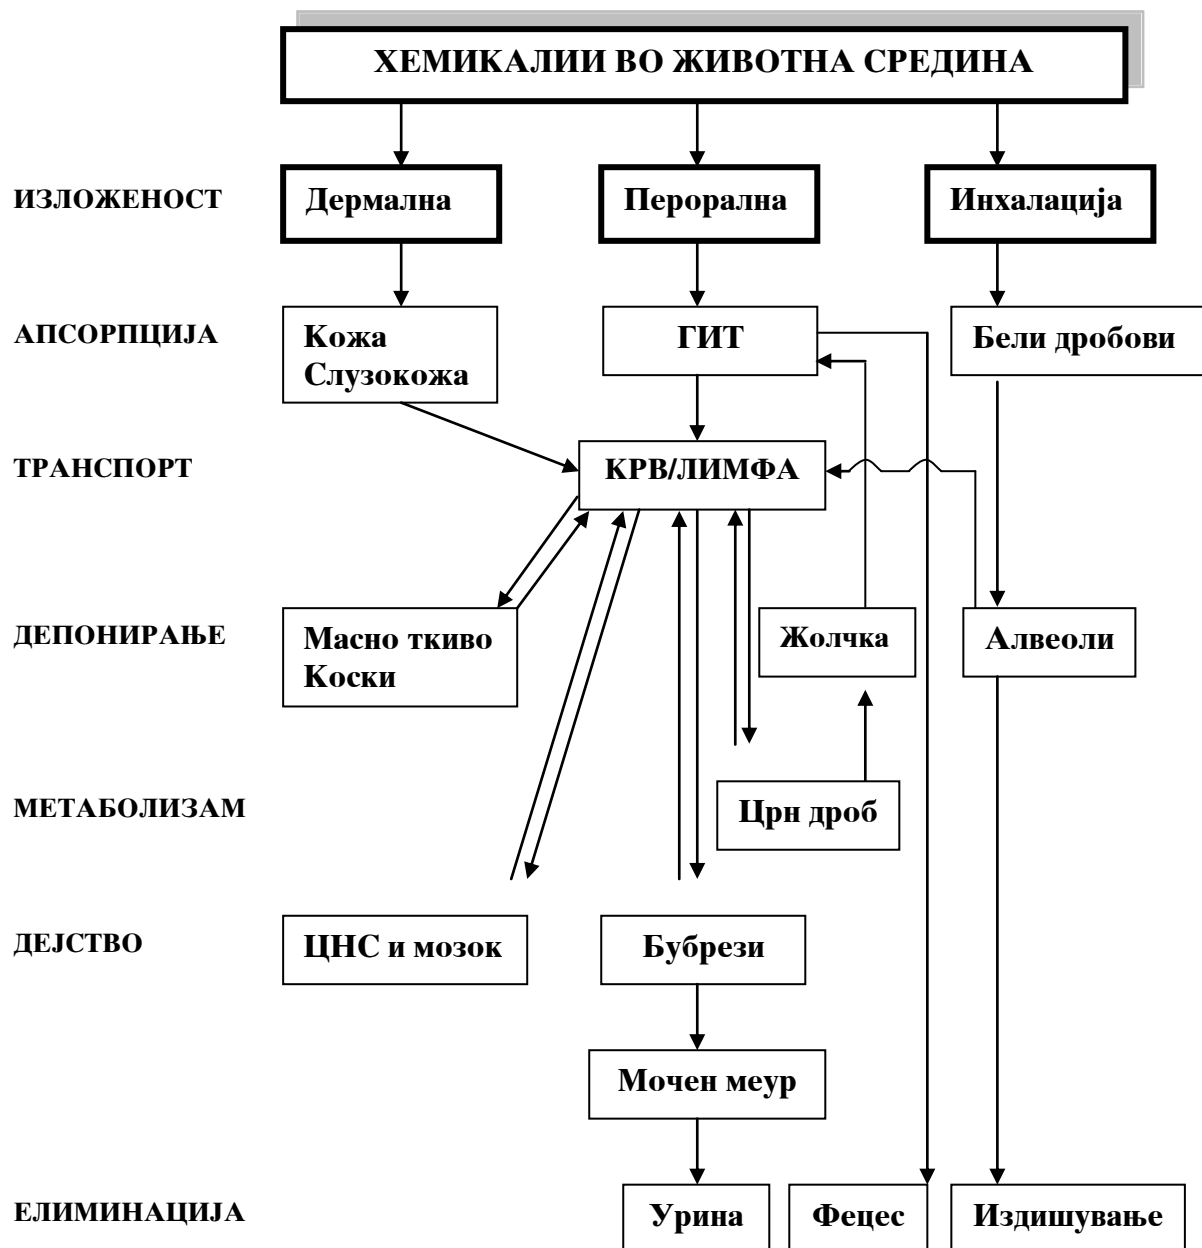 ХЕМИКАЛИИ ВО ЖИВОТНА СРЕДИНА
ИЗЛОЖЕНОСТ
Дермална
Перорална
Инхалација
АПСОРПЦИЈА
Кожа
Слузокожа
ГИТ
Бели дробови
ТРАНСПОРТ
КРВ/ЛИМФА
ДЕПОНИРАЊЕ
Масно ткиво
Коски
Жолчка
Алвеоли
МЕТАБОЛИЗАМ
Црн дроб
ДЕЈСТВО
ЦНС и мозок
Бубрези
Мочен меур
ЕЛИМИНАЦИЈА
Урина
Фецес
Издишување